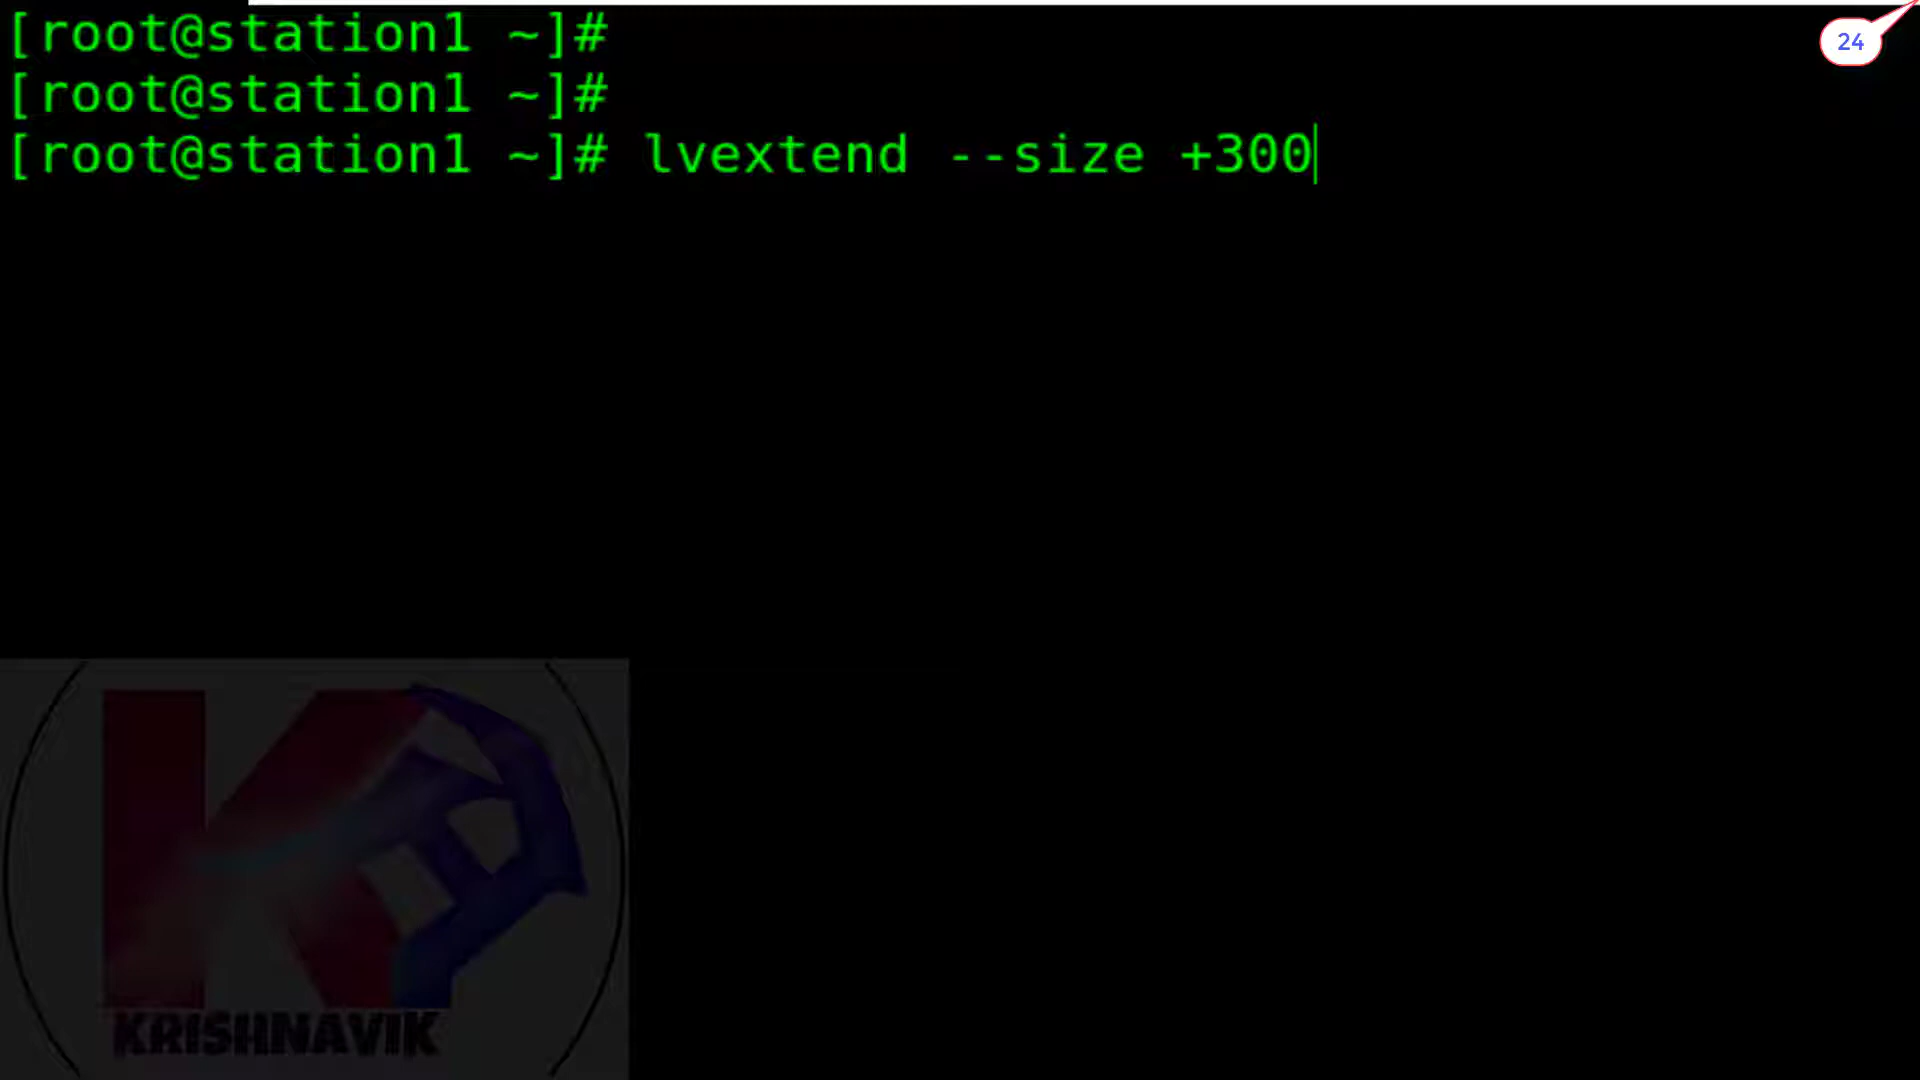 [root@station1 ~]#
24
[root@station1 ~]#
[root@station1 ~]# lvextend --size +300
KRISHNAVIK